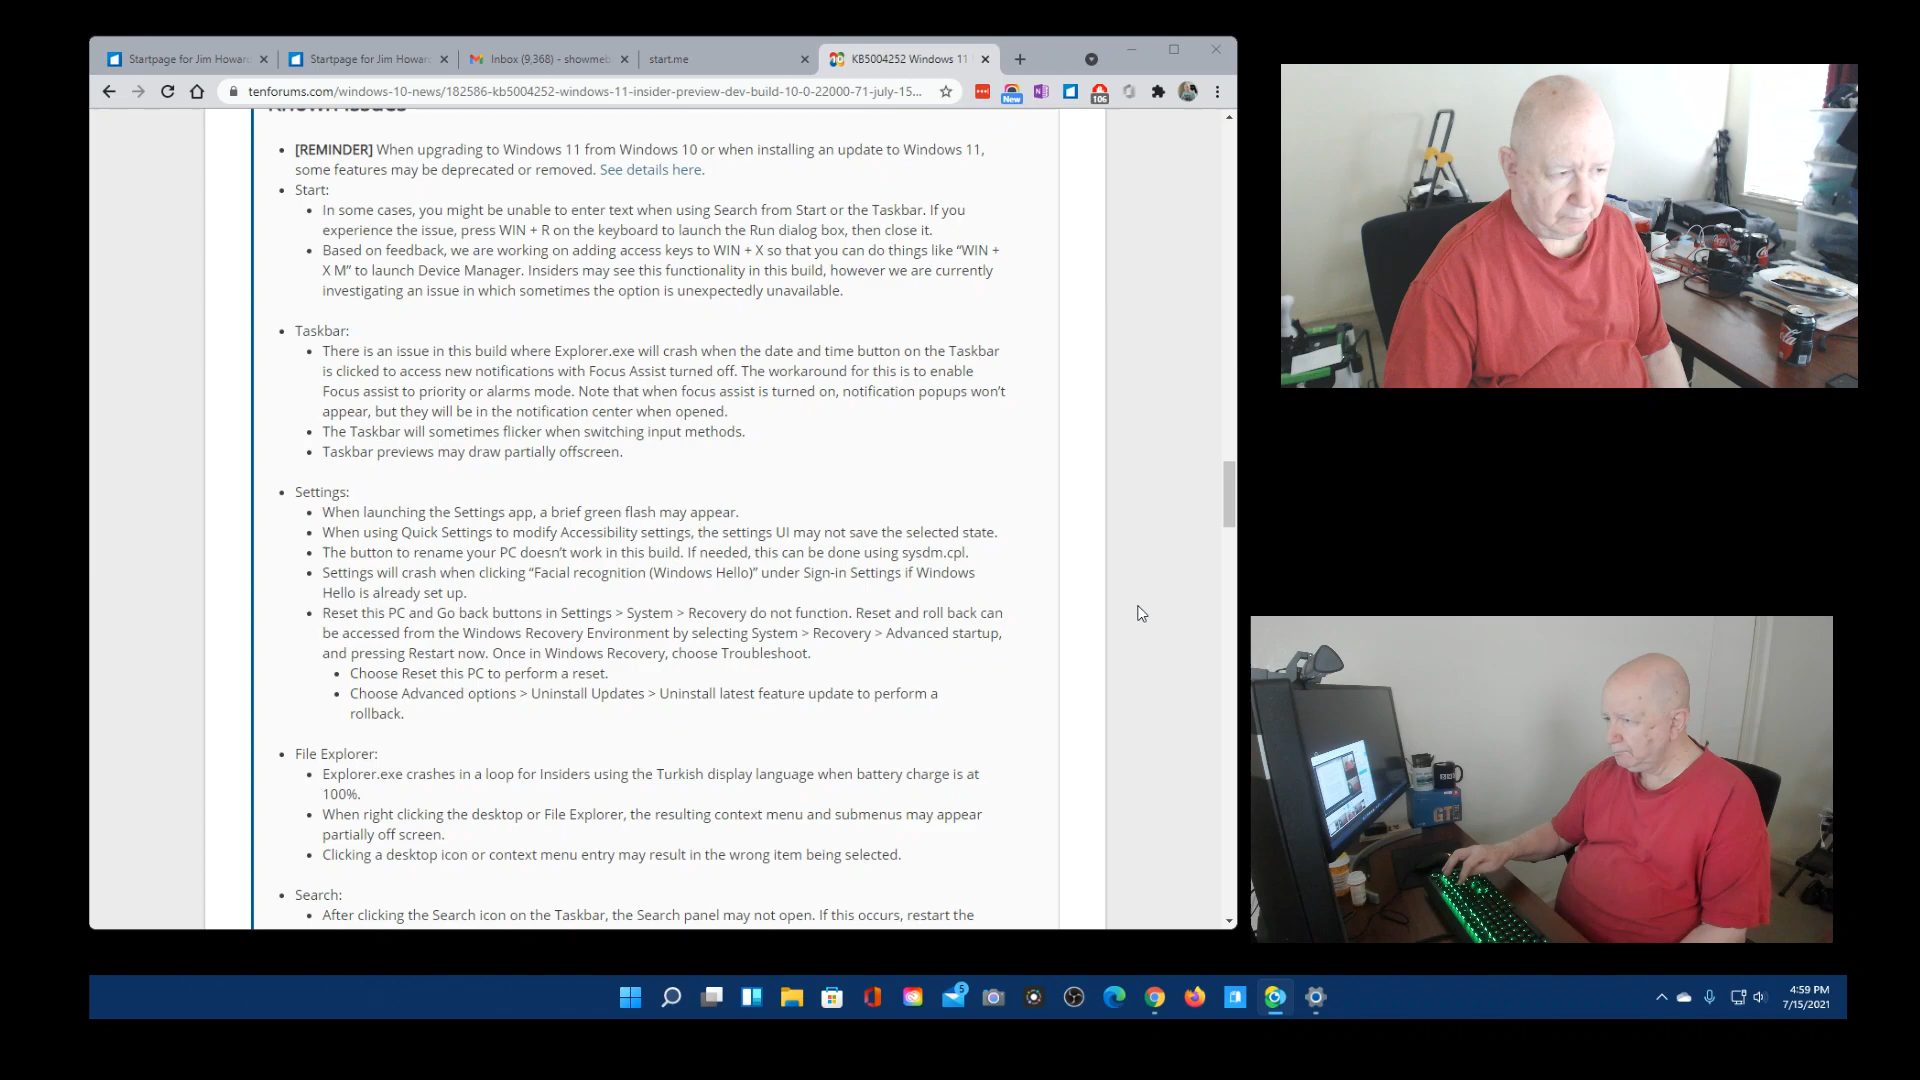 Startpage for Jim Howar
Startpage for Jim Howar
Inbox (9,368) - showmeb
start.me
KB5004252 Windows 11
tenforums.com/windows-10-news/182586-kb5004252-windows-11-insider-preview-dev-build-10-0-22000-71-july-15...
New
106
Known Issues
[REMINDER] When upgrading to Windows 11 from Windows 10 or when installing an update to Windows 11,
some features may be deprecated or removed. See details here.
Start:
In some cases, you might be unable to enter text when using Search from Start or the Taskbar. If you
experience the issue, press WIN + R on the keyboard to launch the Run dialog box, then close it.
Based on feedback, we are working on adding access keys to WIN + X so that you can do things like “WIN +
X M” to launch Device Manager. Insiders may see this functionality in this build, however we are currently
investigating an issue in which sometimes the option is unexpectedly unavailable.
Taskbar:
There is an issue in this build where Explorer.exe will crash when the date and time button on the Taskbar
is clicked to access new notifications with Focus Assist turned off. The workaround for this is to enable
Focus assist to priority or alarms mode. Note that when focus assist is turned on, notification popups won’t
appear, but they will be in the notification center when opened.
The Taskbar will sometimes flicker when switching input methods.
Taskbar previews may draw partially offscreen.
Settings:
When launching the Settings app, a brief green flash may appear.
When using Quick Settings to modify Accessibility settings, the settings UI may not save the selected state.
The button to rename your PC doesn’t work in this build. If needed, this can be done using sysdm.cpl.
Settings will crash when clicking “Facial recognition (Windows Hello)” under Sign-in Settings if Windows
Hello is already set up.
Reset this PC and Go back buttons in Settings > System > Recovery do not function. Reset and roll back can
be accessed from the Windows Recovery Environment by selecting System > Recovery > Advanced startup,
and pressing Restart now. Once in Windows Recovery, choose Troubleshoot.
Choose Reset this PC to perform a reset.
Choose Advanced options > Uninstall Updates > Uninstall latest feature update to perform a
rollback.
File Explorer:
Explorer.exe crashes in a loop for Insiders using the Turkish display language when battery charge is at
100%.
When right clicking the desktop or File Explorer, the resulting context menu and submenus may appear
partially off screen.
Clicking a desktop icon or context menu entry may result in the wrong item being selected.
Search:
After clicking the Search icon on the Taskbar, the Search panel may not open. If this occurs, restart the
5
4:59 PM
7/15/2021